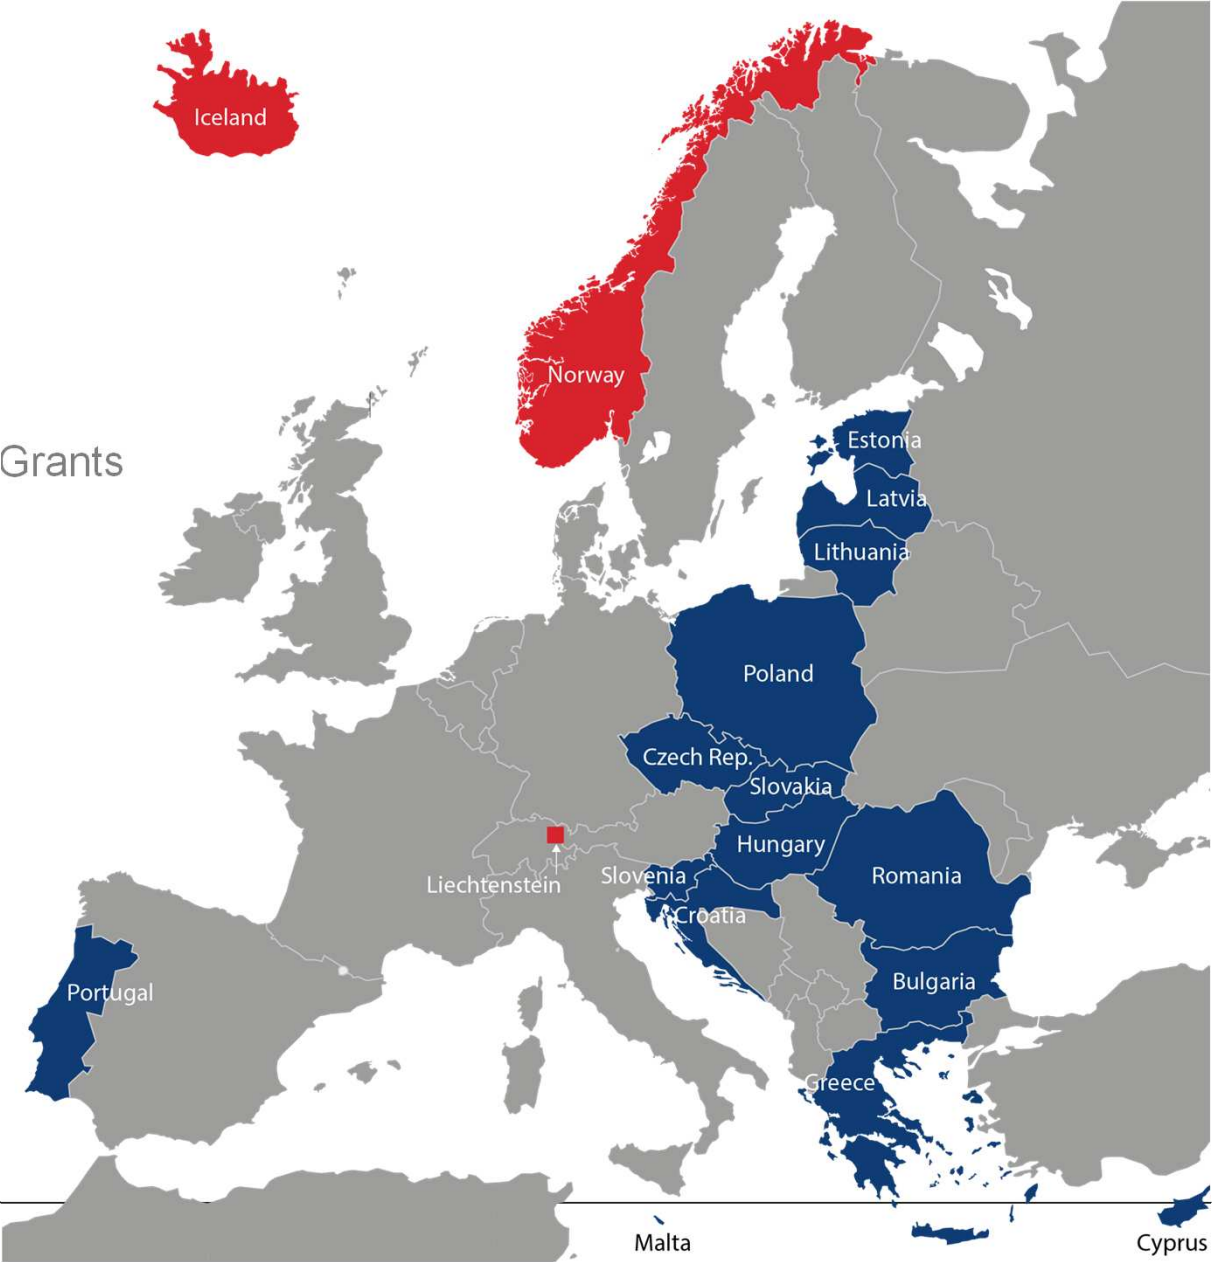 Iceland
Norway
Grants
Estonia
Latvia
Lithuania
Poland
Czech Rep.
Slovakia
Hungary
Liechtenstein
Slovenia
Romania
Croatia
Bulgaria
Portugal
Greece
Malta
Cyprus